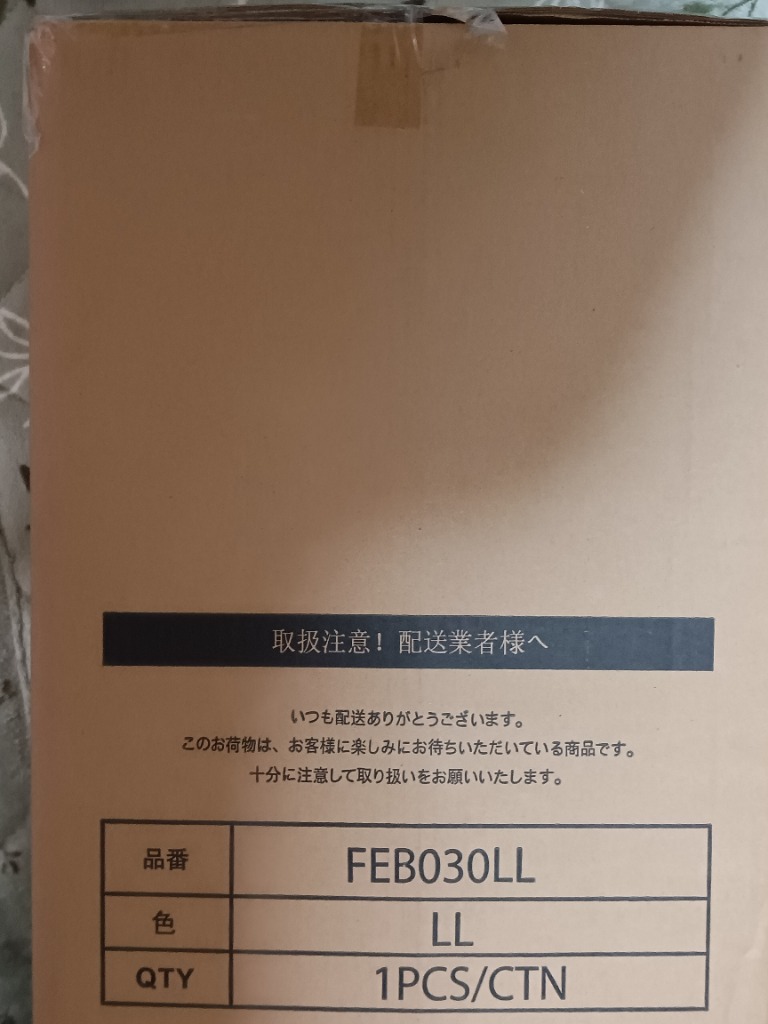 取扱注意！配送業者様へ
いつも配送ありがとうございます。
このお荷物は、お客様に楽しみにお待ちいただいている商品です。
十分に注意して取り扱いをお願いいたします。
品番 FEB030LL
色 LL
QTY 1PCS/CTN